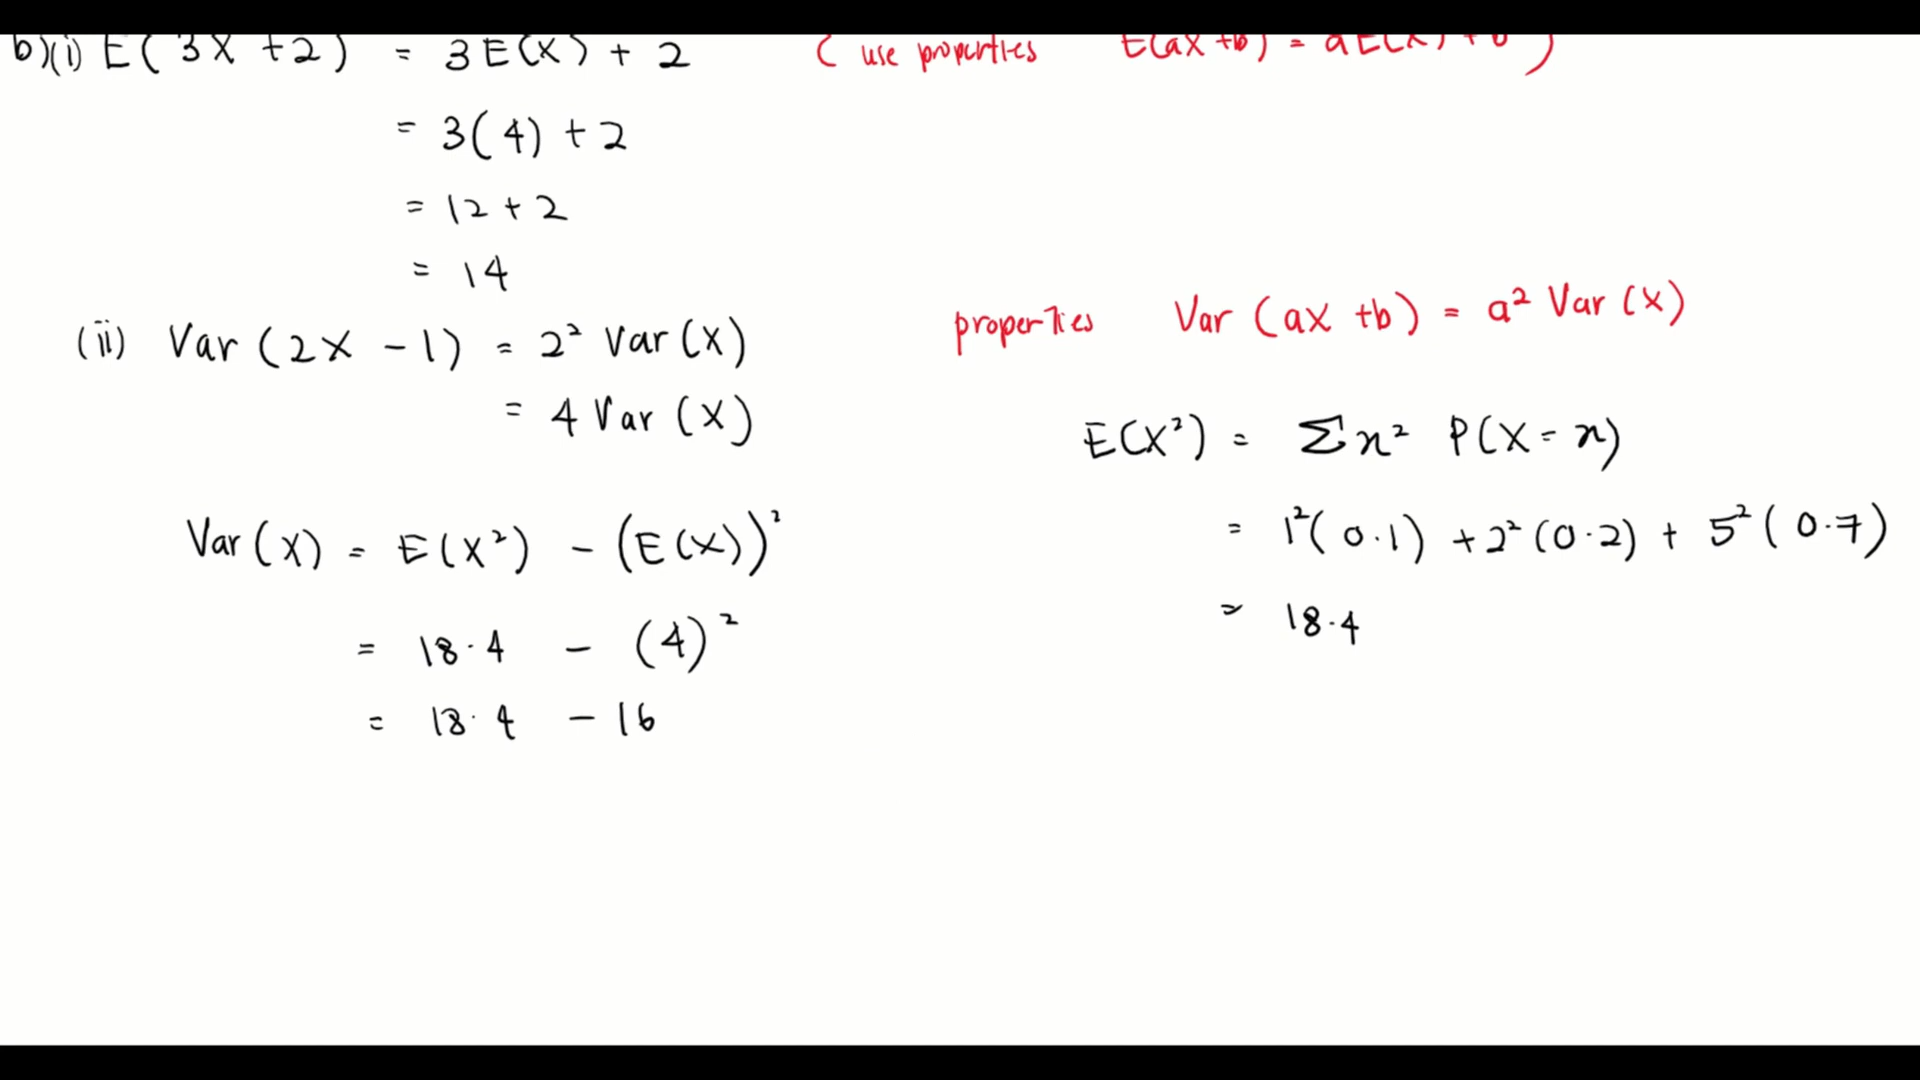 b)(i) E(3X+2) = 3E(X) + 2 ( use properties E(aX+b) = aE(X) + b )
= 3(4) + 2
= 12 + 2
= 14
(ii) Var(2X - 1) = 2² Var(X) properties Var(aX+b) = a² Var(X)
= 4 Var(X)
E(X²) = Σx² P(X=x)
Var(X) = E(X²) - (E(X))²
= 1²(0.1) + 2²(0.2) + 5²(0.7)
= 18.4 - (4)²
= 18.4
= 18.4 - 16